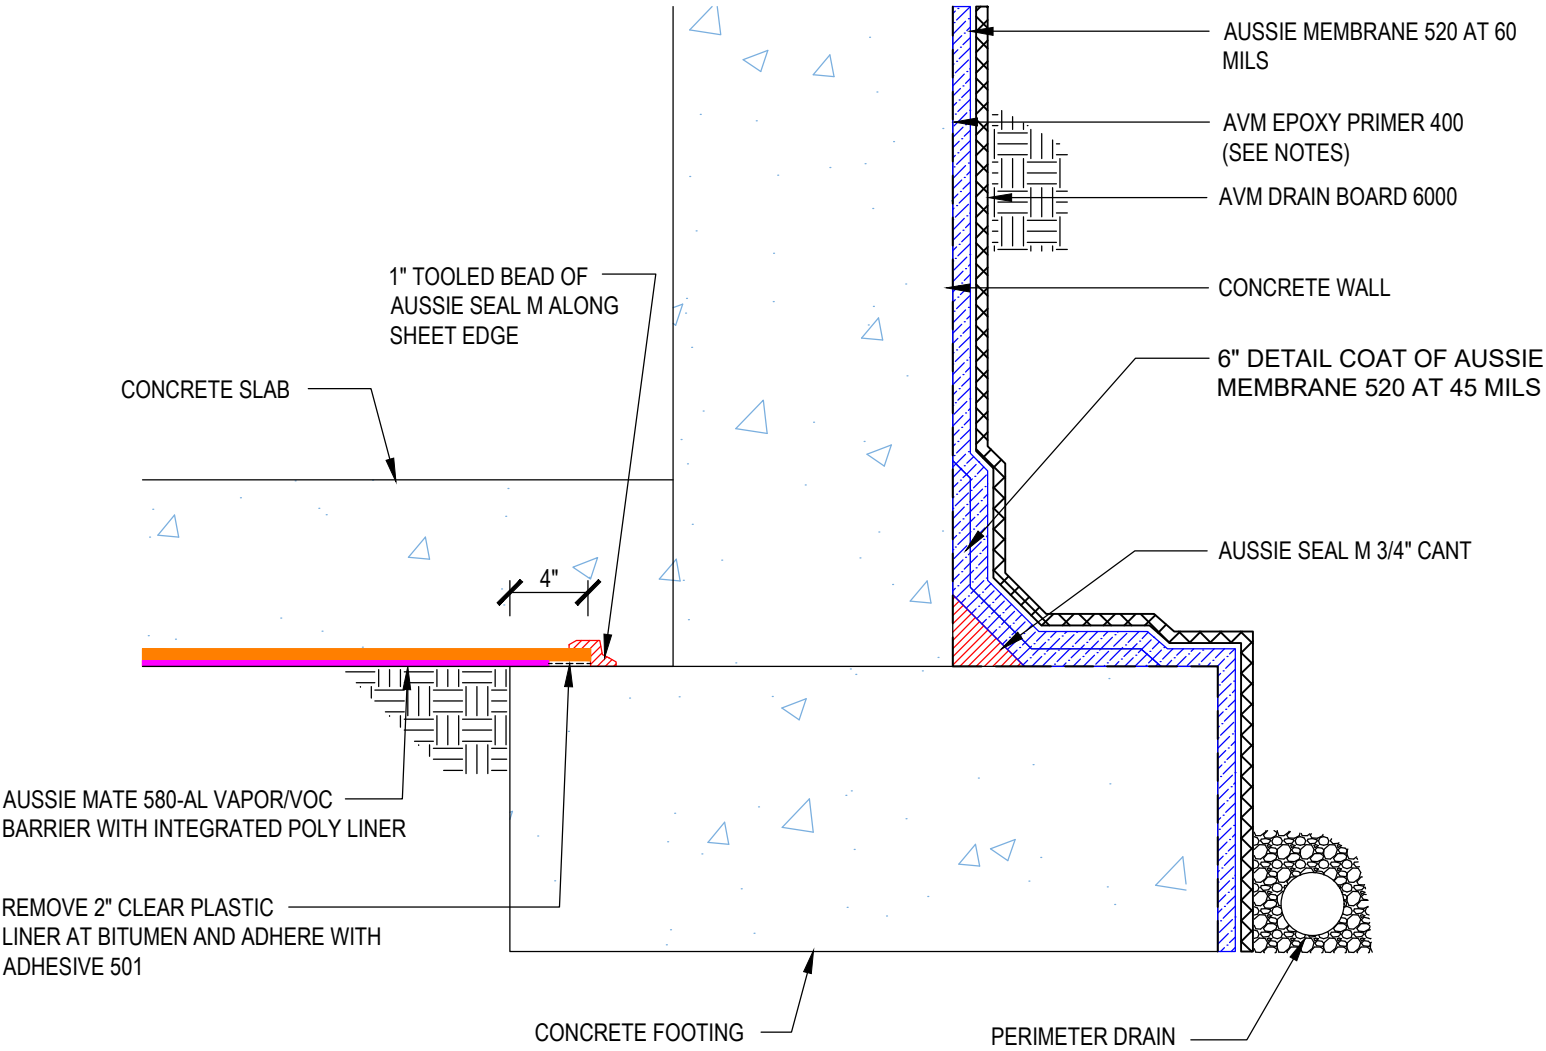 AUSSIE MEMBRANE 520 AT 60
MILS
AVM EPOXY PRIMER 400
(SEE NOTES)
AVM DRAIN BOARD 6000
1" TOOLED BEAD OF
AUSSIE SEAL M ALONG
SHEET EDGE
CONCRETE WALL
6" DETAIL COAT OF AUSSIE
MEMBRANE 520 AT 45 MILS
CONCRETE SLAB
4"
AUSSIE SEAL M 3/4" CANT
AUSSIE MATE 580-AL VAPOR/VOC
BARRIER WITH INTEGRATED POLY LINER
REMOVE 2" CLEAR PLASTIC
LINER AT BITUMEN AND ADHERE WITH
ADHESIVE 501
CONCRETE FOOTING
PERIMETER DRAIN